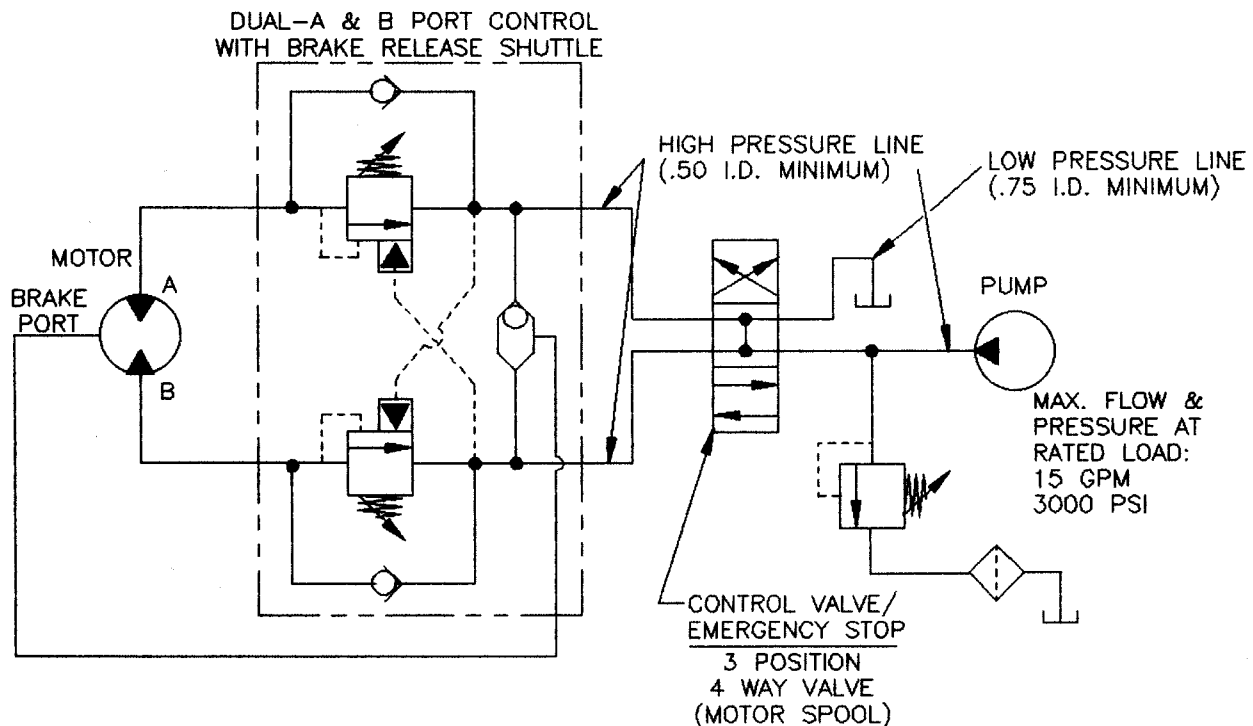 DUAL-A & B PORT CONTROL
WITH BRAKE RELEASE SHUTTLE
HIGH PRESSURE LINE
(.50 I.D. MINIMUM)
LOW PRESSURE LINE
(.75 I.D. MINIMUM)
MOTOR
A
BRAKE
PORT
B
PUMP
MAX. FLOW &
PRESSURE AT
RATED LOAD:
15 GPM
3000 PSI
CONTROL VALVE/
EMERGENCY STOP
3 POSITION
4 WAY VALVE
(MOTOR SPOOL)